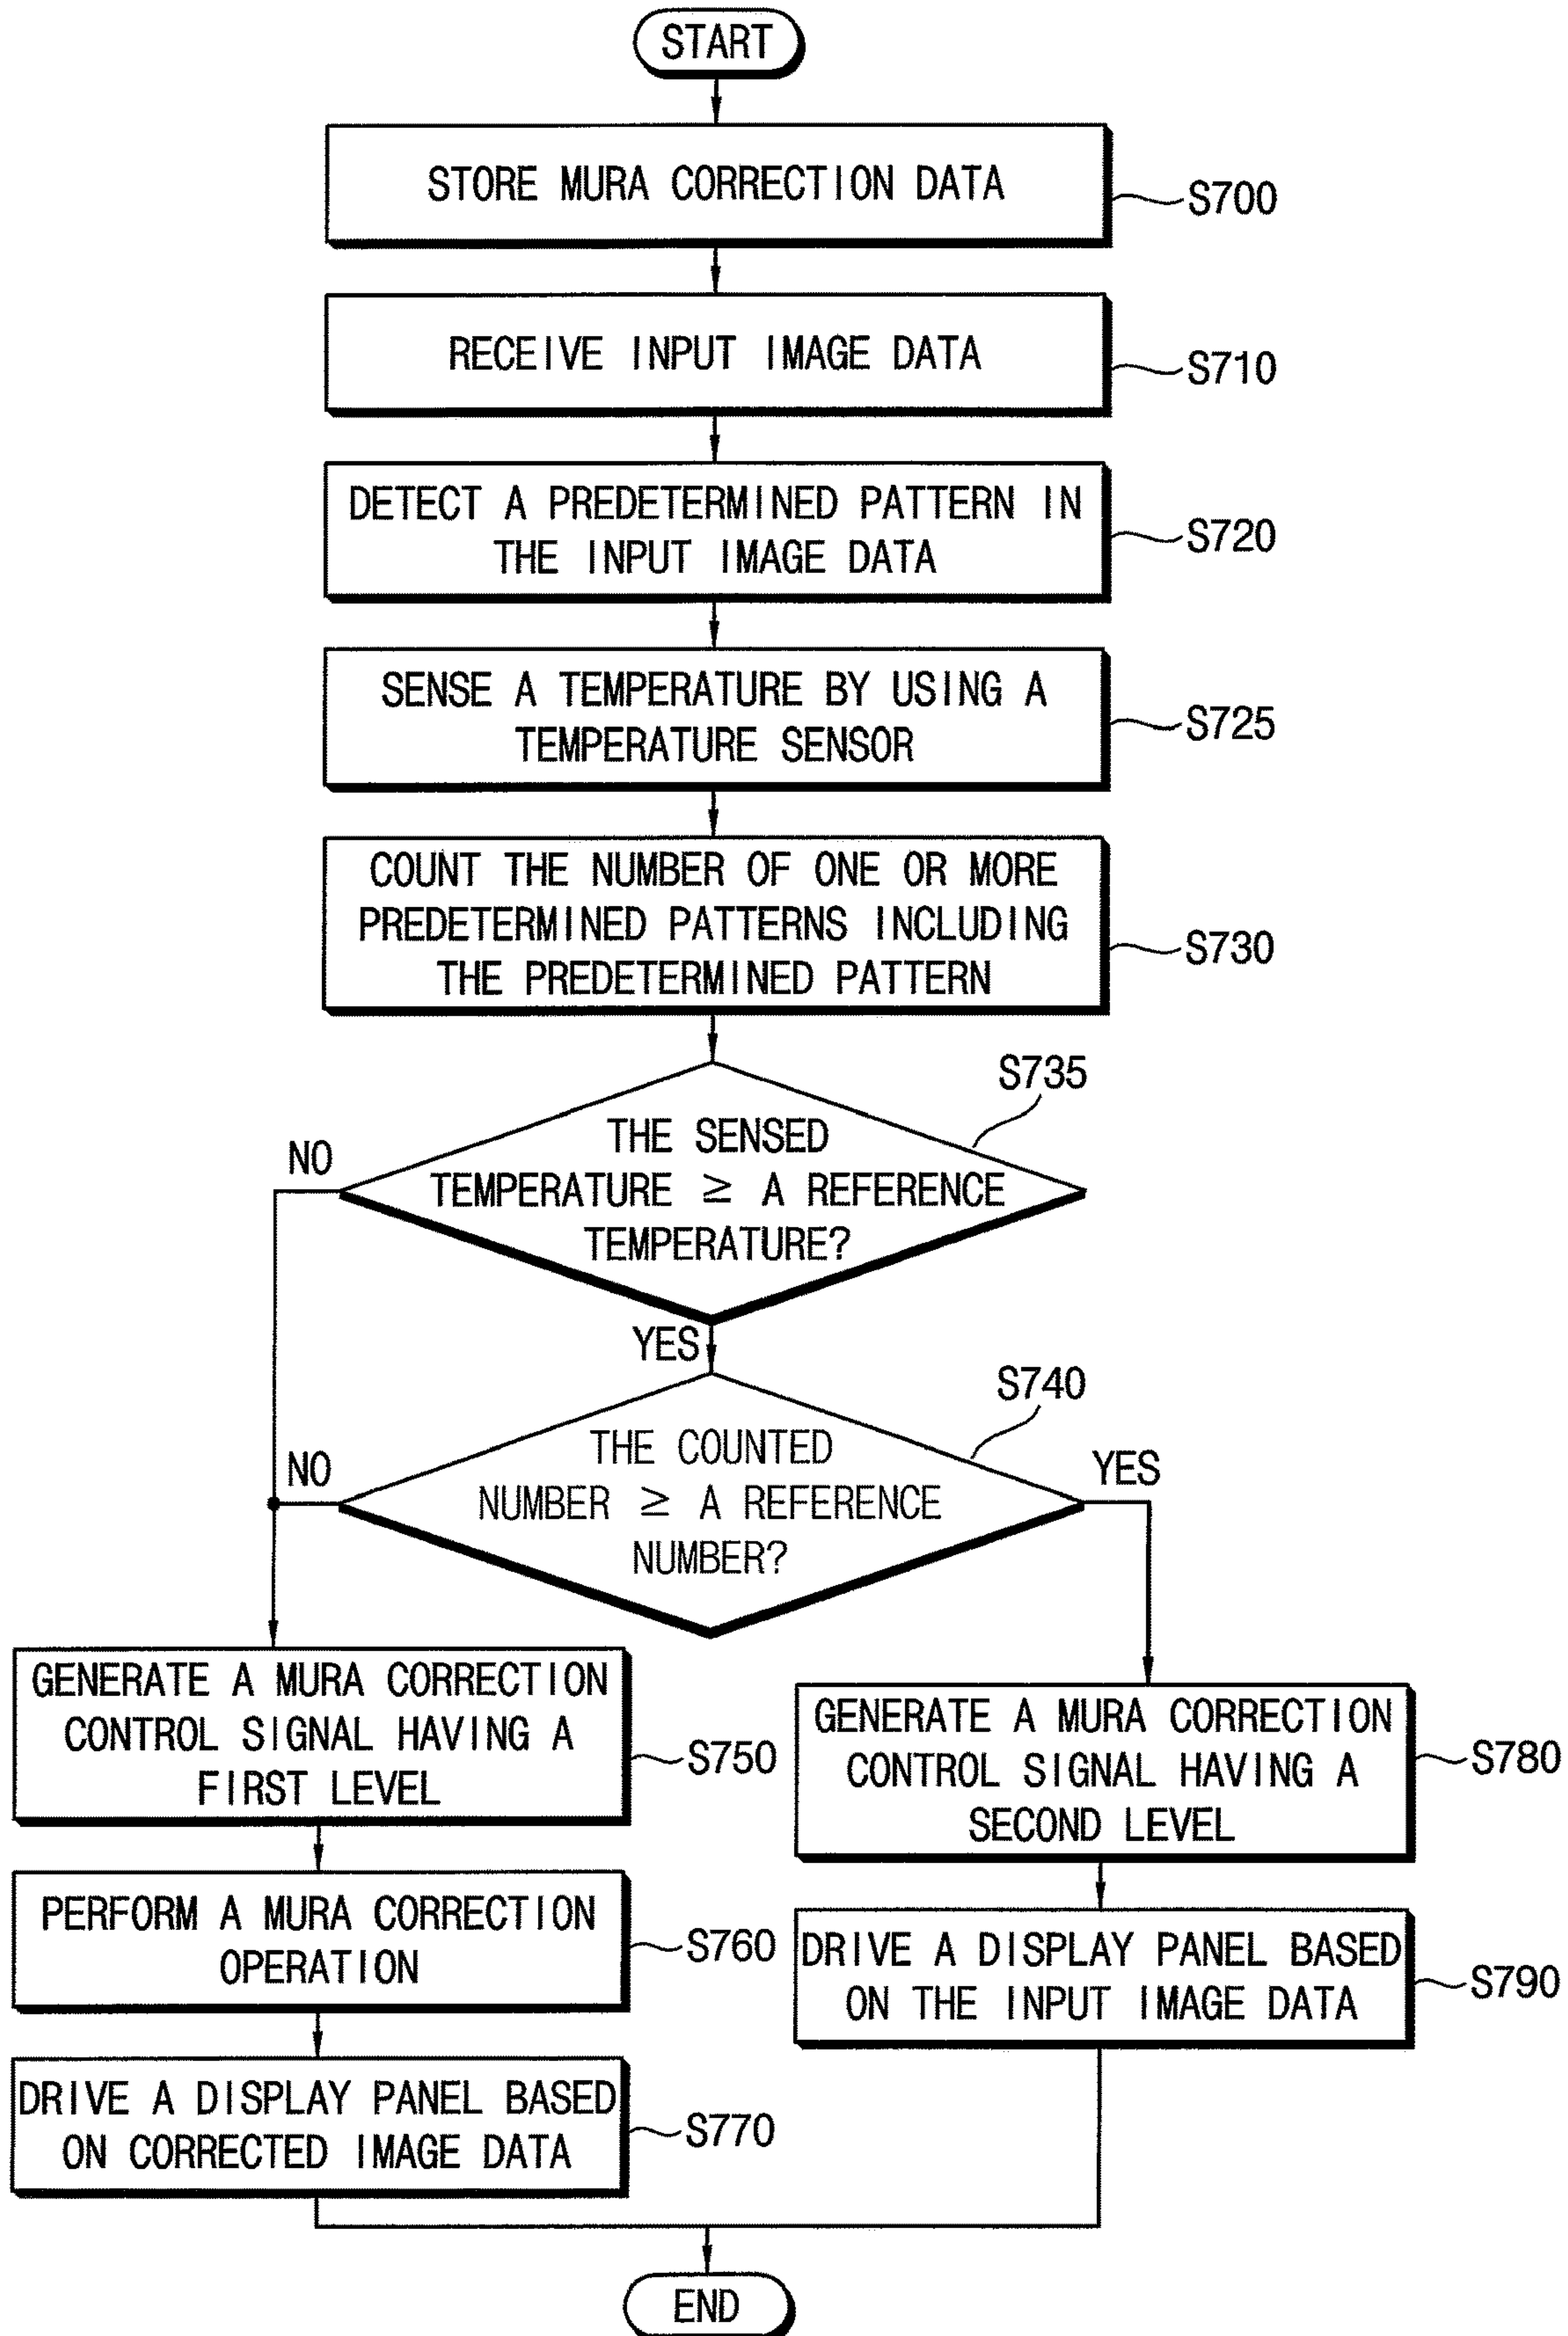 START
STORE MURA CORRECTION DATA
S700
RECEIVE INPUT IMAGE DATA
S710
DETECT A PREDETERMINED PATTERN IN
THE INPUT IMAGE DATA
S720
SENSE A TEMPERATURE BY USING A
TEMPERATURE SENSOR
S725
COUNT THE NUMBER OF ONE OR MORE
PREDETERMINED PATTERNS INCLUDING
THE PREDETERMINED PATTERN
S730
S735
THE SENSED
TEMPERATURE ≥ A REFERENCE
TEMPERATURE?
NO
YES
S740
THE COUNTED
NUMBER ≥ A REFERENCE
NUMBER?
NO
YES
GENERATE A MURA CORRECTION
CONTROL SIGNAL HAVING A
FIRST LEVEL
S750
PERFORM A MURA CORRECTION
OPERATION
S760
DRIVE A DISPLAY PANEL BASED
ON CORRECTED IMAGE DATA
S770
GENERATE A MURA CORRECTION
CONTROL SIGNAL HAVING A
SECOND LEVEL
S780
DRIVE A DISPLAY PANEL BASED
ON THE INPUT IMAGE DATA
S790
END